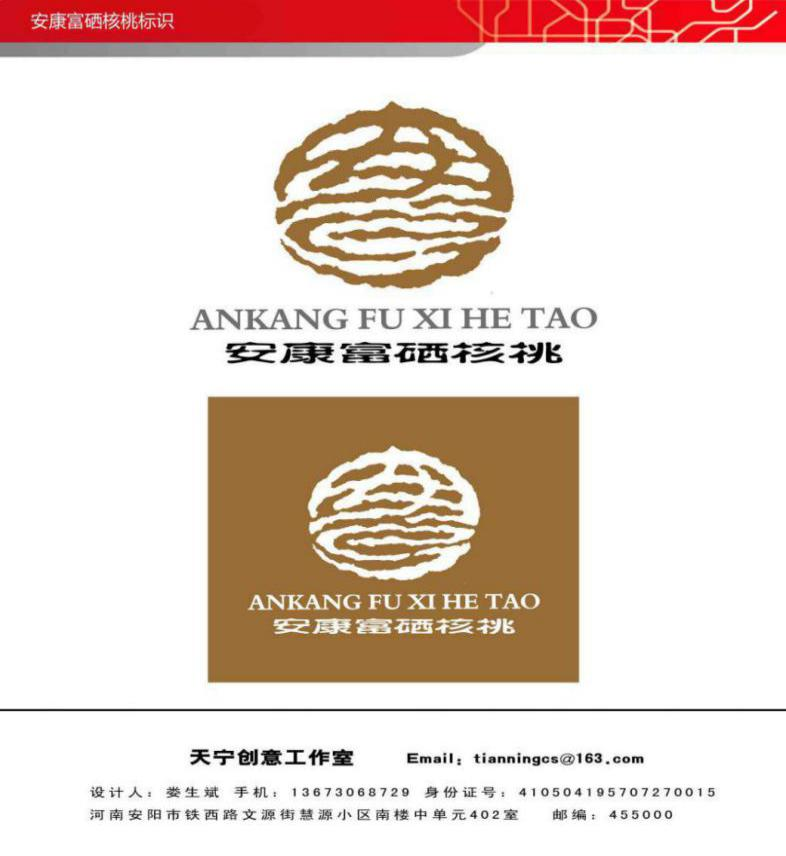 安康富硒核桃标识
ANKANG FU XI HE TAO
安康富硒核桃
ANKANG FU XI HE TAO
安康富硒核桃
天宁创意工作室 Email：tianningcs@163.com
设计人：娄生斌 手机：13673068729 身份证号：410504195707270015
河南安阳市铁西路文源街慧源小区南楼中单元402室 邮编：455000